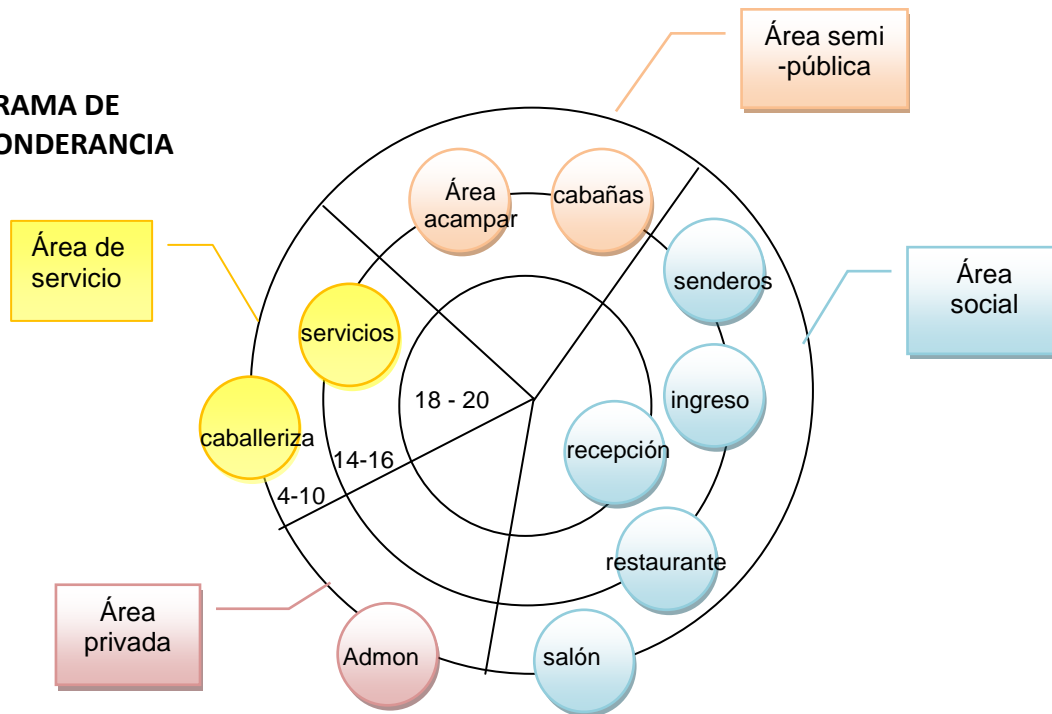 Área semi
-pública
RAMA DE
ONDERANCIA
Área
acampar
cabañas
Área de
servicio
senderos
Área
social
servicios
18 - 20
ingreso
caballeriza
recepción
14-16
4-10
restaurante
Área
privada
Admon
salón